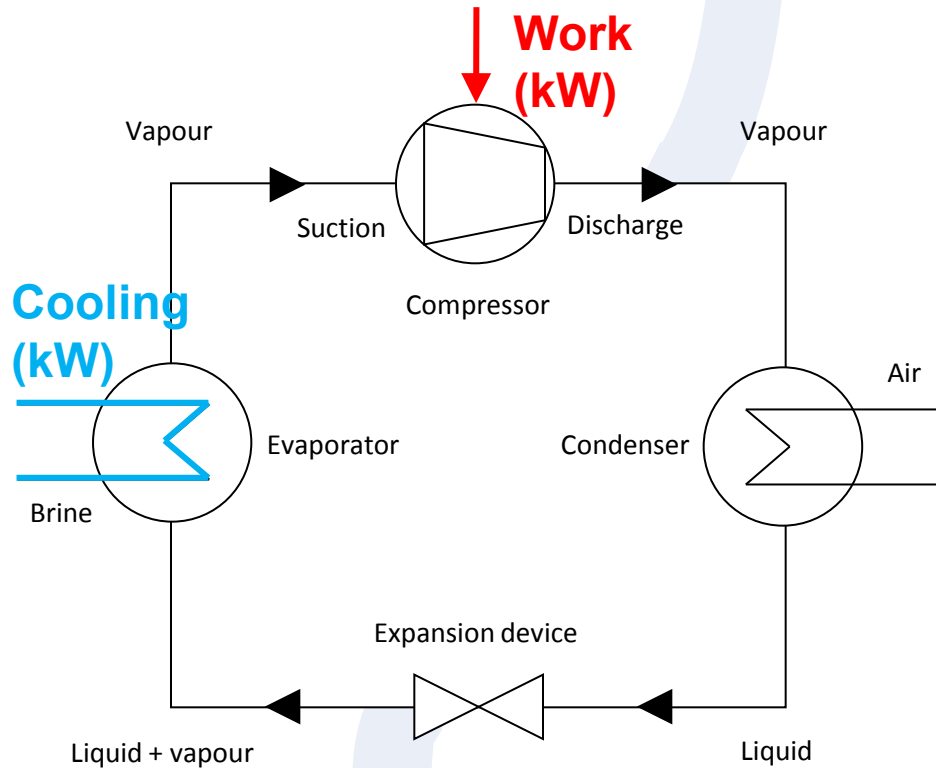 Work
(kW)
Vapour
Vapour
Suction
Discharge
Compressor
Cooling
(kW)
Air
Evaporator
Condenser
Brine
Expansion device
Liquid + vapour
Liquid